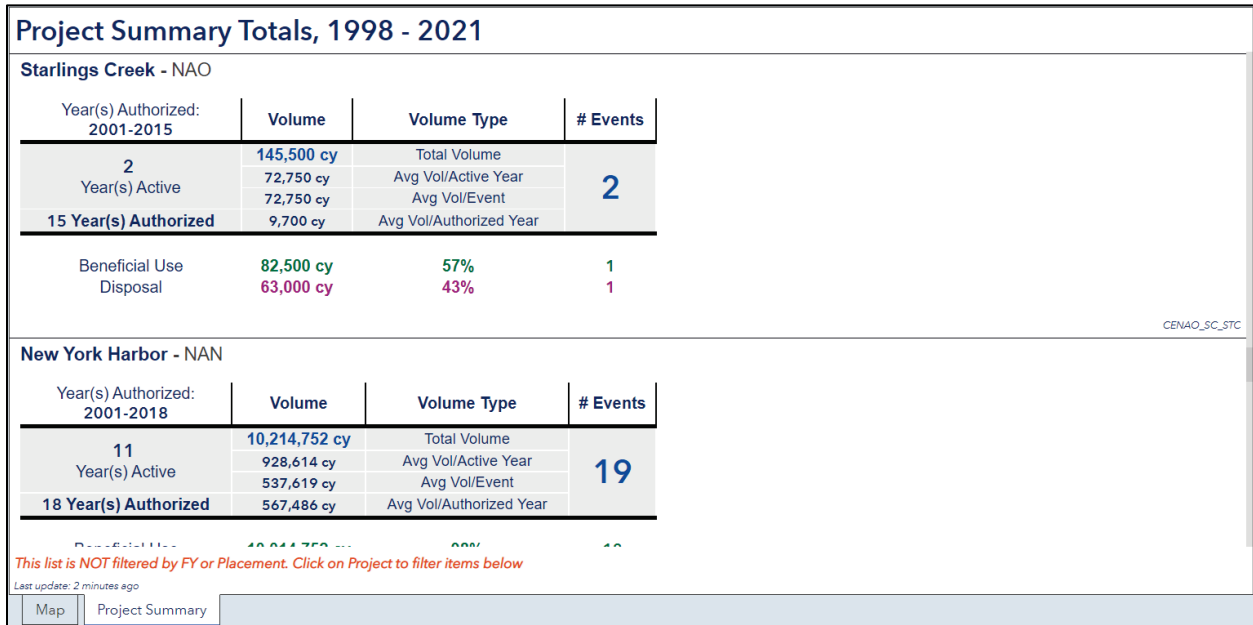 Project Summary Totals, 1998 - 2021
Starlings Creek - NAO
Year(s) Authorized:
2001-2015
Volume
Volume Type
# Events
2
Year(s) Active
145,500 cy
Total Volume
72,750 cy
Avg Vol/Active Year
72,750 cy
Avg Vol/Event
2
15 Year(s) Authorized
9,700 cy
Avg Vol/Authorized Year
Beneficial Use
82,500 cy
57%
1
Disposal
63,000 cy
43%
1
CENAO_SC_STC
New York Harbor - NAN
Year(s) Authorized:
2001-2018
Volume
Volume Type
# Events
11
Year(s) Active
10,214,752 cy
Total Volume
928,614 cy
Avg Vol/Active Year
537,619 cy
Avg Vol/Event
19
18 Year(s) Authorized
567,486 cy
Avg Vol/Authorized Year
Beneficial Use
This list is NOT filtered by FY or Placement. Click on Project to filter items below
Last update: 2 minutes ago
Map
Project Summary